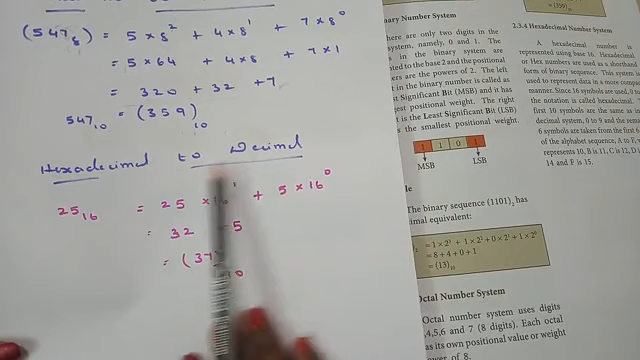 (547₈) = 5×8² + 4×8¹ + 7×8⁰
= 5×64 + 4×8 + 7×1
= 320 + 32 + 7
547₁₀ = (359)₁₀
Hexadecimal to Decimal
25₁₆ = 25 × 16¹ + 5×16⁰
= 32 5
= (37
nary Number System
here are only two digits in the
system, namely, 0 and 1. The
s in the binary system are
ted to the base 2 and positional
ers are the powers of 2. The left
t in the binary number is called as
t Significant Bit (MSB) and it has
gest positional weight. The right
t is the Least Significant Bit (LSB)
s the smallest positional weight.
1 1 0 1
MSB LSB
le
e binary sequence (1101)₂ has
cimal equivalent:
= 1×2³ + 1×2² + 0×2¹ + 1×2⁰
= 8 + 4 + 0 + 1
= (13)₁₀
Octal Number System
Octal number system uses digits
,4,5,6 and 7 (8 digits). Each octal
as its own positional value or weight
power of 8.
2.3.4 Hexadecimal Number System
A hexadecimal number is
represented using base 16. Hexadecimal
or Hex numbers are used as a shorthand
form of binary sequence. This system is
used to represent data in a more compact
manner. Since 16 symbols are used, 0 to
the notation is called hexadecimal. The
first 10 symbols are the same as in
decimal system, 0 to 9 and the remaining
6 symbols are taken from the first 6
of the alphabet sequence, A to F, where
represents 10, B is 11, C is 12, D
14 and F is 15.